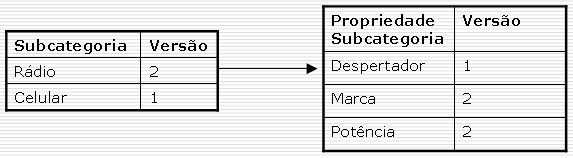 Subcategoria Versão
Rádio 2
Celular 1
Propriedade Versão
Subcategoria
Despertador 1
Marca 2
Potência 2